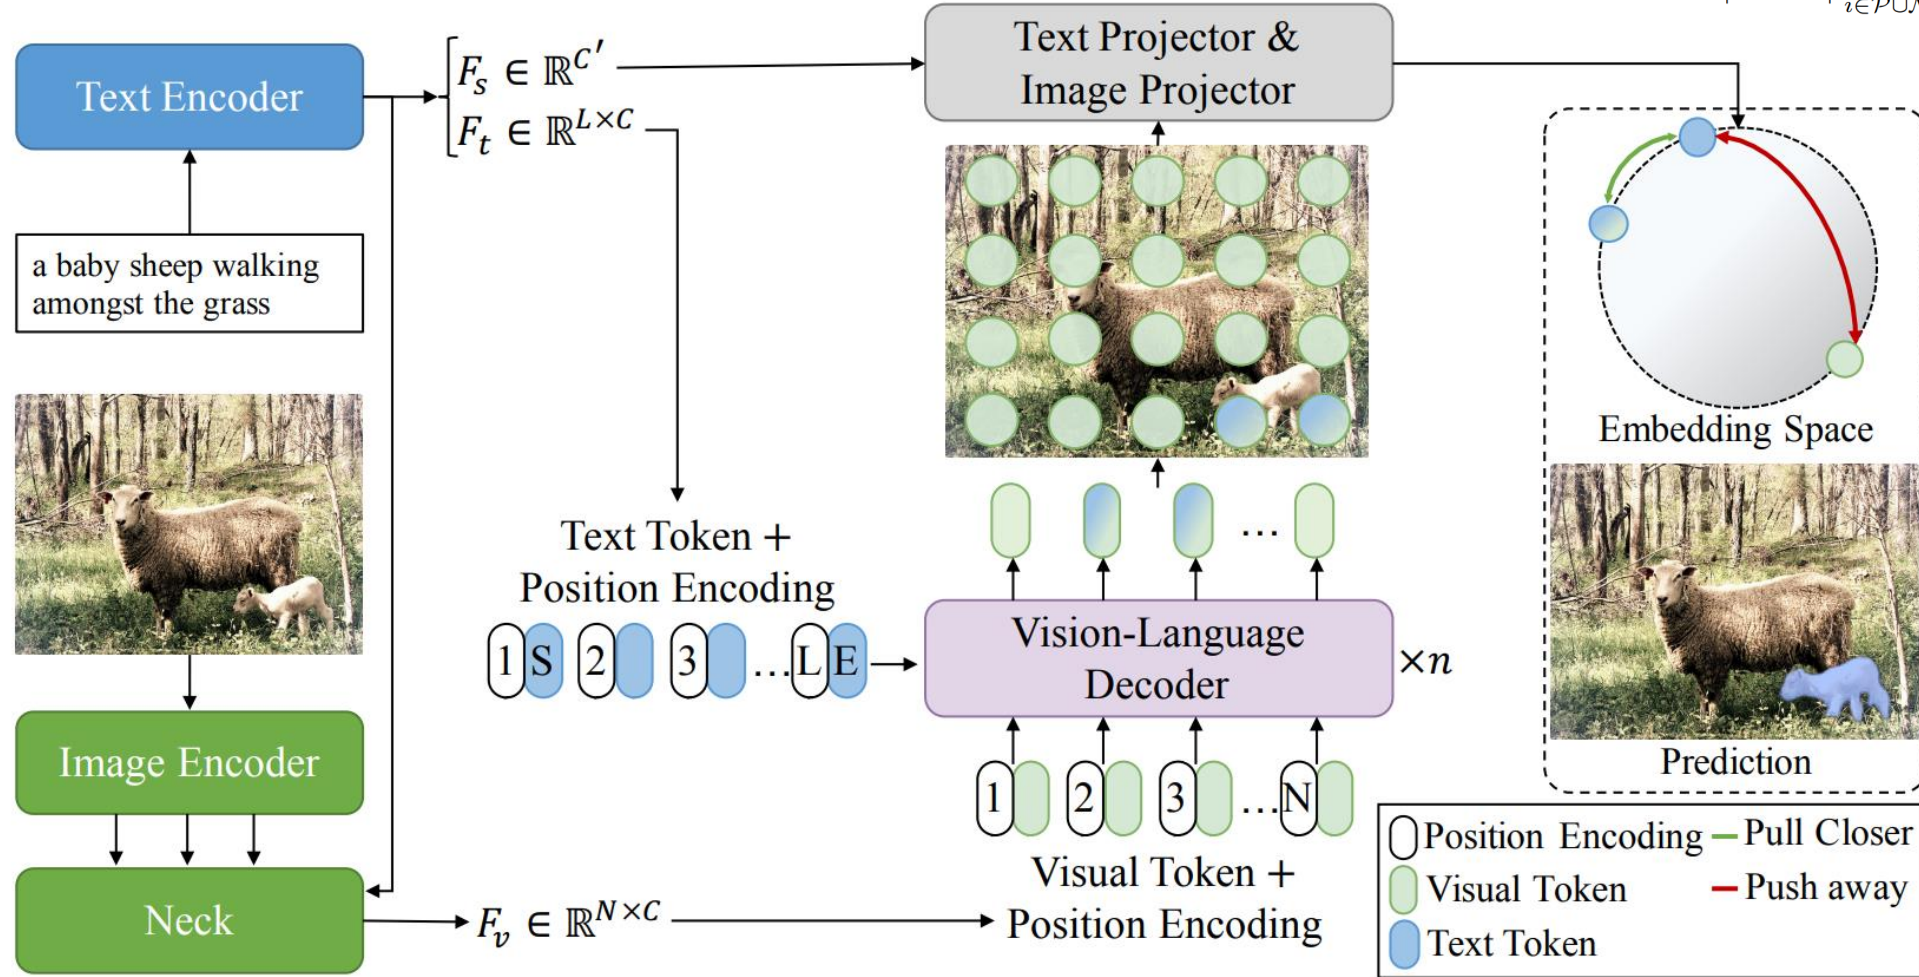 i∈P∪N
Text Encoder
F_s ∈ ℝ^{C'}
F_t ∈ ℝ^{L×C}
Text Projector &
Image Projector
a baby sheep walking
amongst the grass
Embedding Space
Text Token +
Position Encoding
1 S 2 3 ...L E
...
Vision-Language
Decoder
×n
Image Encoder
1 2 3 ...N
Visual Token +
Position Encoding
Neck
F_v ∈ ℝ^{N×C}
Prediction
Position Encoding
Pull Closer
Visual Token
Push away
Text Token